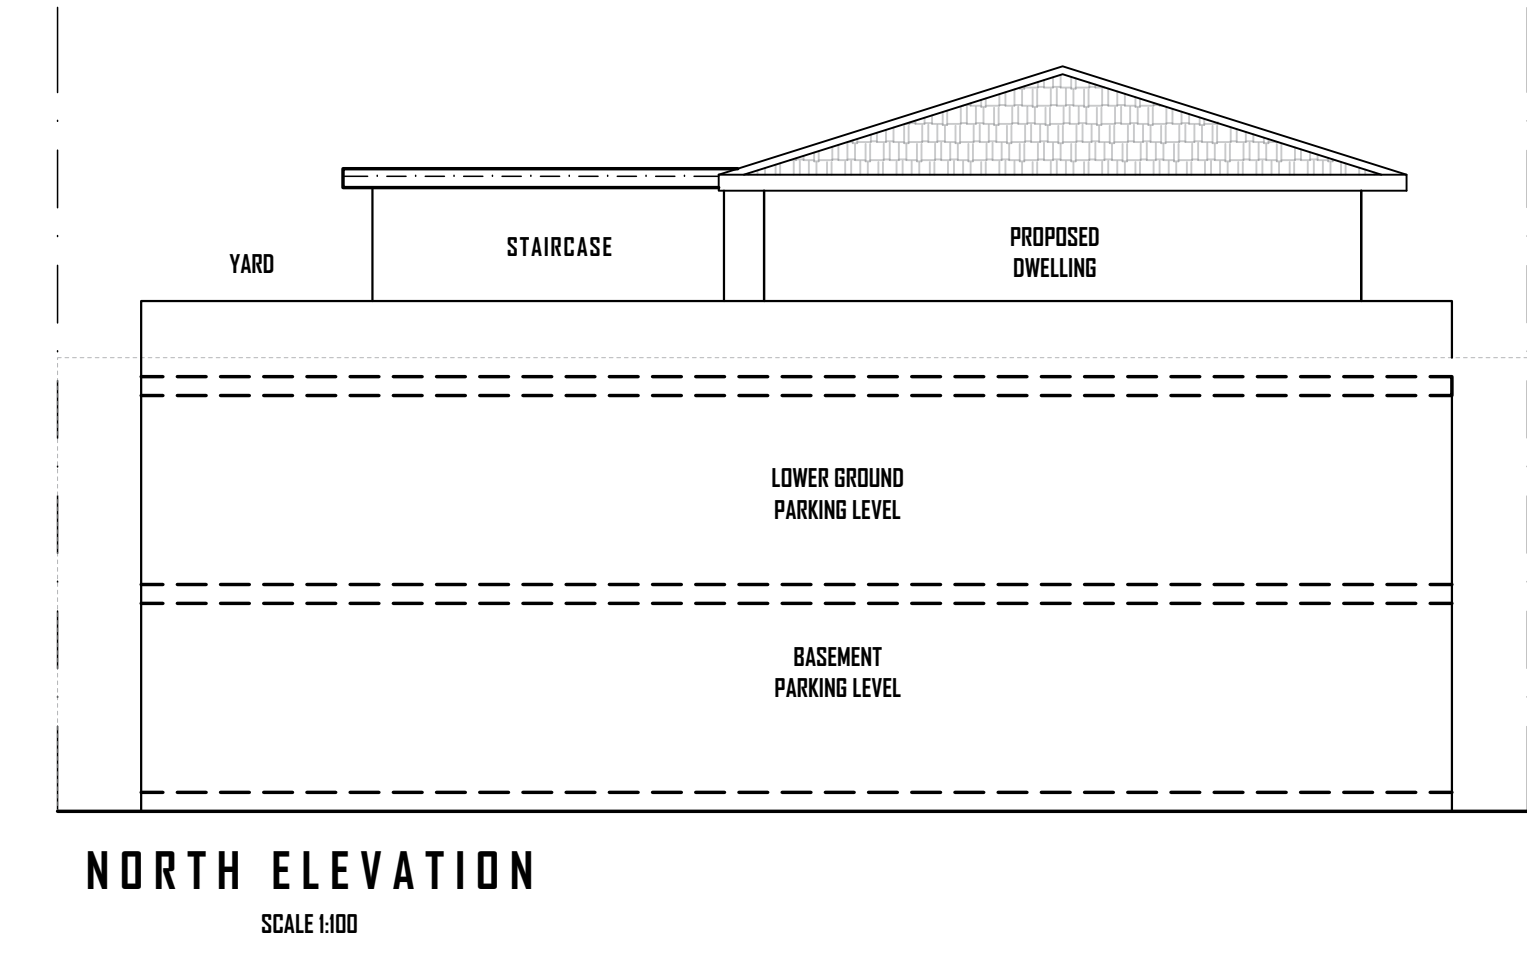 YARD
STAIRCASE
PROPOSED
DWELLING
LOWER GROUND
PARKING LEVEL
BASEMENT
PARKING LEVEL
NORTH ELEVATION
SCALE 1:100